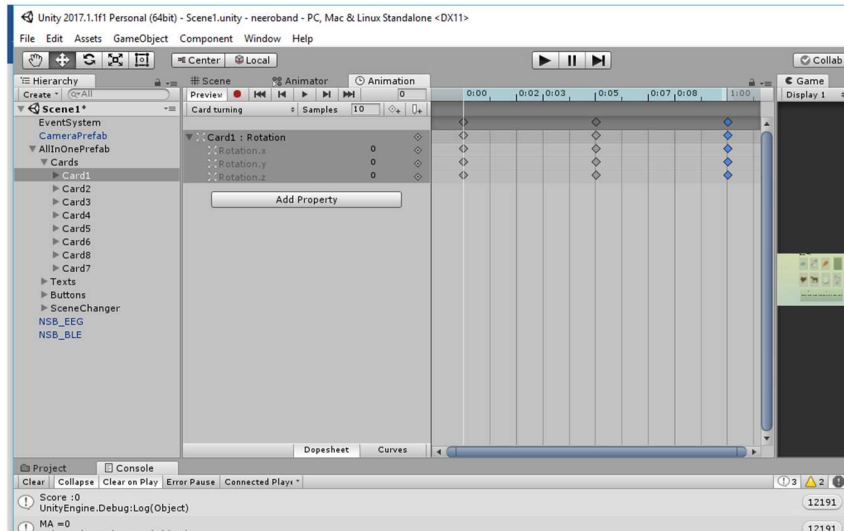 Unity 2017.1.1f1 Personal (64bit) - Scene1.unity - neeroband - PC, Mac & Linux Standalone <DX11>
File Edit Assets GameObject Component Window Help
Center Local Collab
Hierarchy Scene Animator Animation Game
Create All Preview 0 0:00 0:02 0:03 0:05 0:07 0:08 1:00 Display 1
Scene1* Card turning Samples 10
EventSystem
CameraPrefab Card1 : Rotation
AllInOnePrefab Rotation.x 0
Cards Rotation.y 0
Card1 Rotation.z 0
Card2
Card3 Add Property
Card4
Card5
Card6
Card8
Card7
Texts
Buttons
SceneChanger
NSB_EEG
NSB_BLE
Dopesheet Curves
Project Console
Clear Collapse Clear on Play Error Pause Connected Playe 3 2
Score :0
UnityEngine.Debug:Log(Object) 12191
MA =0 12191